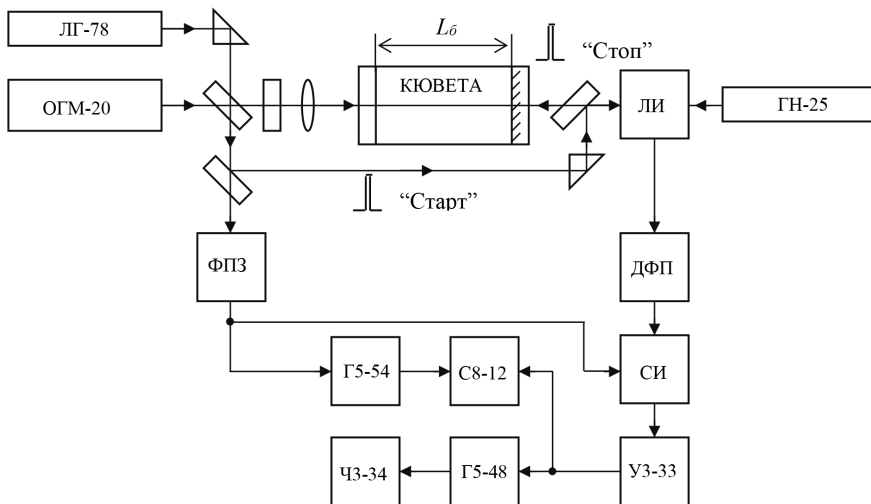 ЛГ-78
Lб
“Стоп”
ОГМ-20
КЮВЕТА
ЛИ
ГН-25
“Старт”
ФПЗ
ДФП
Г5-54
С8-12
СИ
Ч3-34
Г5-48
У3-33